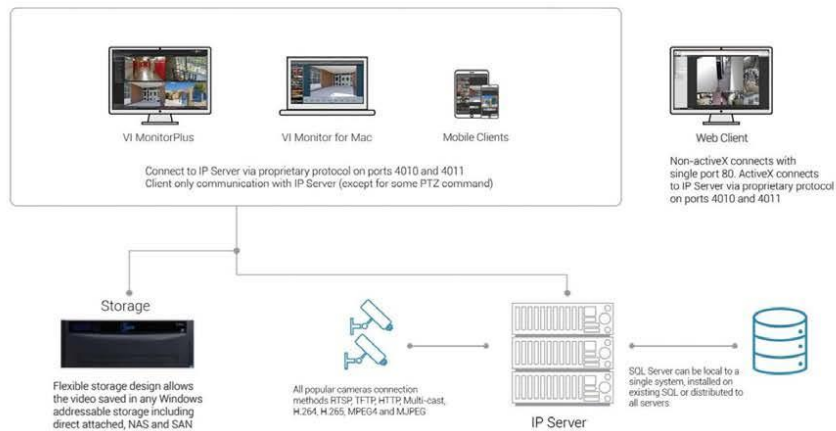 VI MonitorPlus
VI Monitor for Mac
Mobile Clients
Connect to IP Server via proprietary protocol on ports 4010 and 4011
Client only communication with IP Server (except for some PTZ command)
Web Client
Non-activeX connects with
single port 80. ActiveX connects
to IP Server via proprietary protocol
on ports 4010 and 4011
Storage
Flexible storage design allows
the video saved in any Windows
addressable storage including
direct attached, NAS and SAN
All popular cameras connection
methods RTSP, TFTP, HTTP, Multi-cast,
H.264, H.265, MPEG4 and MJPEG
IP Server
SQL Server can be local to a
single system, installed on
existing SQL or distributed to
all servers